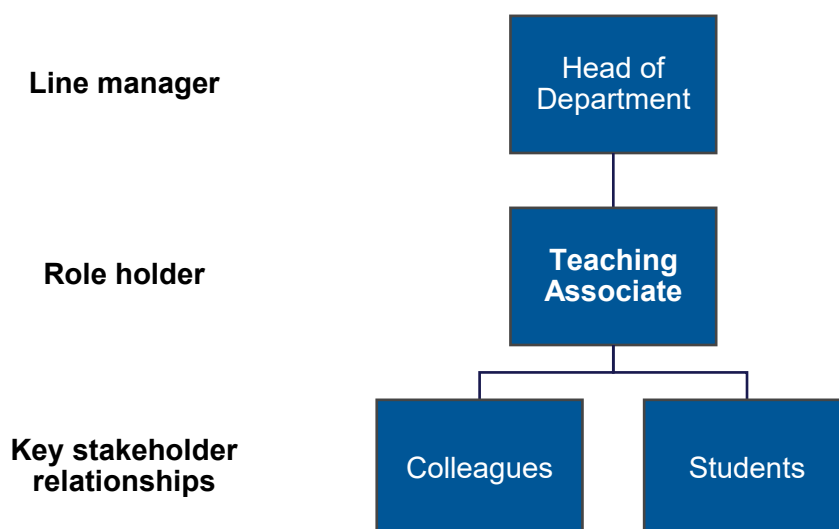 Line manager
Head of
Department
Role holder
Teaching
Associate
Key stakeholder
relationships
Colleagues
Students